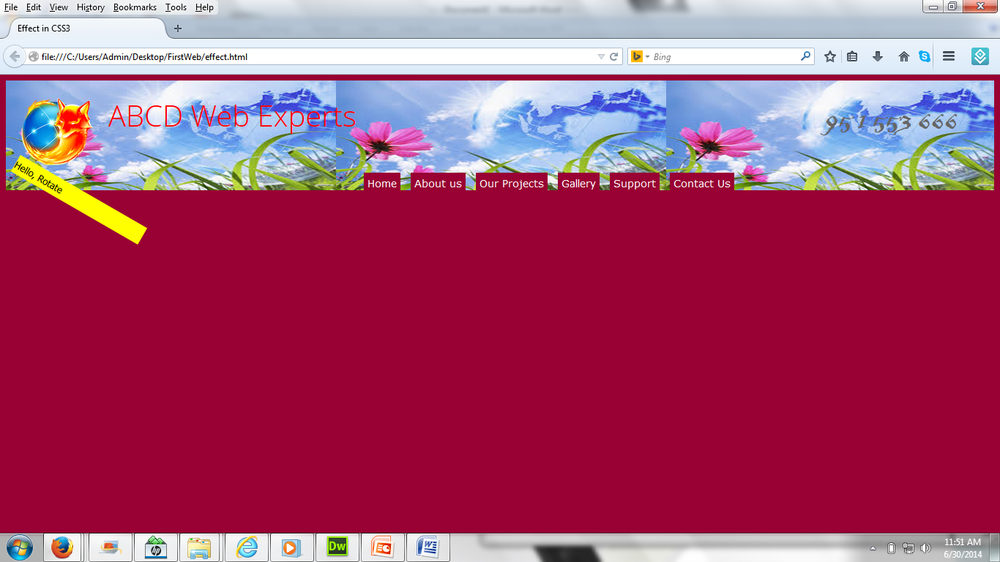 File Edit View History Bookmarks Tools Help
Effect in CSS3
file:///C:/Users/Admin/Desktop/FirstWeb/effect.html
Bing
ABCD Web Experts
951 553 666
Hello, Rotate
Home About us Our Projects Gallery Support Contact Us
hp
Dw
11:51 AM
6/30/2014